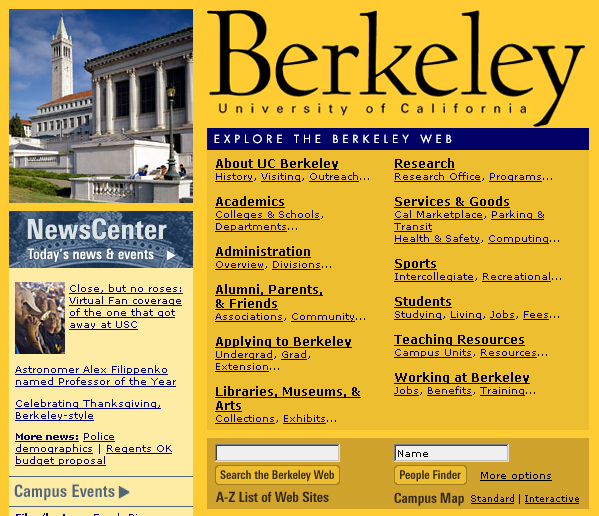 Berkeley
University of California
EXPLORE THE BERKELEY WEB
About UC Berkeley
History, Visiting, Outreach...
Academics
Colleges & Schools,
Departments...
Administration
Overview, Divisions...
Alumni, Parents,
& Friends
Associations, Community...
Applying to Berkeley
Undergrad, Grad,
Extension...
Libraries, Museums, &
Arts
Collections, Exhibits...
Research
Research Office, Programs...
Services & Goods
Cal Marketplace, Parking &
Transit
Health & Safety, Computing...
Sports
Intercollegiate, Recreational...
Students
Studying, Living, Jobs, Fees...
Teaching Resources
Campus Units, Resources...
Working at Berkeley
Jobs, Benefits, Training...
NewsCenter
Today's news & events
Close, but no roses:
Virtual Fan coverage
of the one that got
away at USC
Astronomer Alex Filippenko
named Professor of the Year
Celebrating Thanksgiving,
Berkeley-style
More news: Police
demographics | Regents OK
budget proposal
Campus Events
Search the Berkeley Web
A-Z List of Web Sites
Name
People Finder More options
Campus Map Standard | Interactive